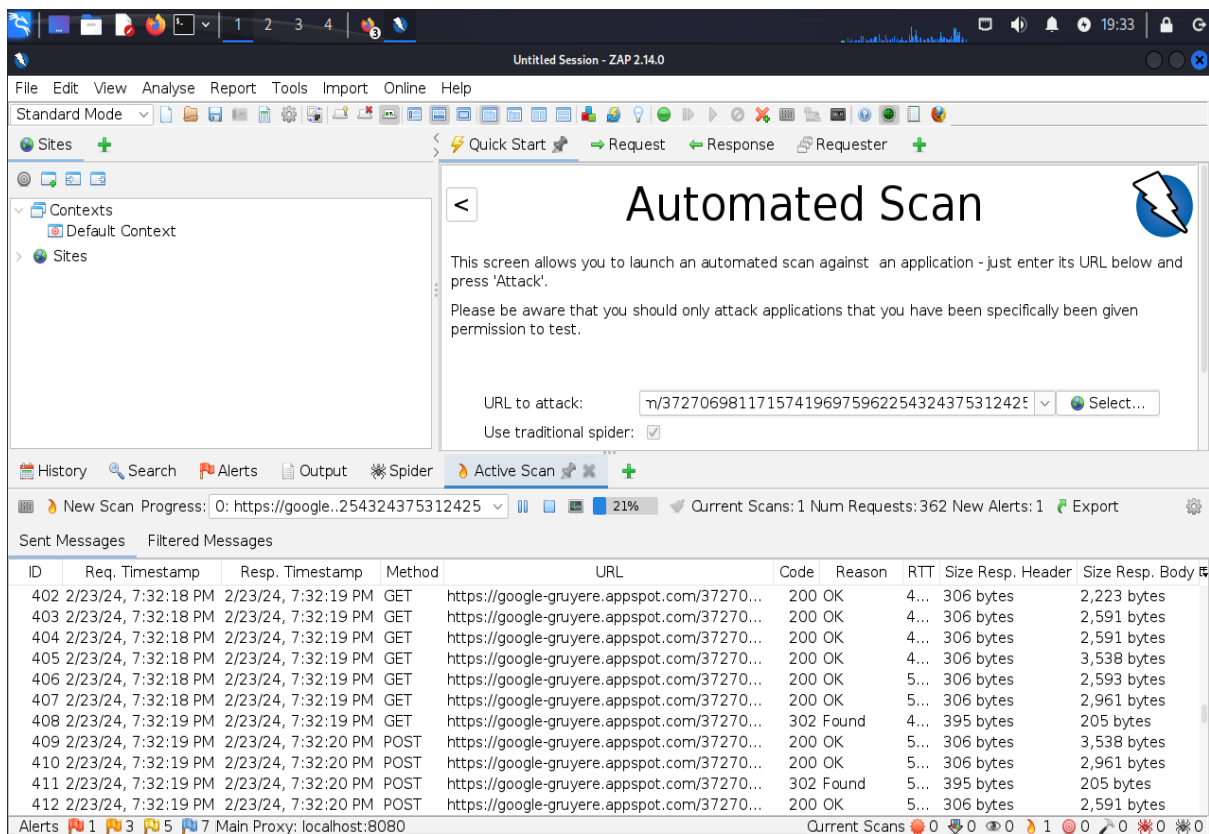 1 2 3 4 3 19:33
Untitled Session - ZAP 2.14.0
File Edit View Analyse Report Tools Import Online Help
Standard Mode
Sites
Quick Start Request Response Requester
Contexts
Default Context
Sites
<
Automated Scan
This screen allows you to launch an automated scan against an application - just enter its URL below and
press 'Attack'.
Please be aware that you should only attack applications that you have been specifically been given
permission to test.
URL to attack: Select...
Use traditional spider:
History Search Alerts Output Spider Active Scan
New Scan Progress: 0: https://google..254324375312425 21% Current Scans: 1 Num Requests: 362 New Alerts: 1 Export
Sent Messages Filtered Messages
ID Req. Timestamp Resp. Timestamp Method URL Code Reason RTT Size Resp. Header Size Resp. Body
402 2/23/24, 7:32:18 PM 2/23/24, 7:32:19 PM GET https://google-gruyere.appspot.com/37270... 200 OK 4... 306 bytes 2,223 bytes
403 2/23/24, 7:32:18 PM 2/23/24, 7:32:19 PM GET https://google-gruyere.appspot.com/37270... 200 OK 4... 306 bytes 2,591 bytes
404 2/23/24, 7:32:18 PM 2/23/24, 7:32:19 PM GET https://google-gruyere.appspot.com/37270... 200 OK 4... 306 bytes 2,591 bytes
405 2/23/24, 7:32:18 PM 2/23/24, 7:32:19 PM GET https://google-gruyere.appspot.com/37270... 200 OK 4... 306 bytes 3,538 bytes
406 2/23/24, 7:32:18 PM 2/23/24, 7:32:19 PM GET https://google-gruyere.appspot.com/37270... 200 OK 5... 306 bytes 2,593 bytes
407 2/23/24, 7:32:18 PM 2/23/24, 7:32:19 PM GET https://google-gruyere.appspot.com/37270... 200 OK 5... 306 bytes 2,961 bytes
408 2/23/24, 7:32:19 PM 2/23/24, 7:32:19 PM GET https://google-gruyere.appspot.com/37270... 302 Found 4... 395 bytes 205 bytes
409 2/23/24, 7:32:19 PM 2/23/24, 7:32:20 PM POST https://google-gruyere.appspot.com/37270... 200 OK 5... 306 bytes 3,538 bytes
410 2/23/24, 7:32:19 PM 2/23/24, 7:32:20 PM POST https://google-gruyere.appspot.com/37270... 200 OK 5... 306 bytes 2,961 bytes
411 2/23/24, 7:32:19 PM 2/23/24, 7:32:20 PM POST https://google-gruyere.appspot.com/37270... 302 Found 5... 395 bytes 205 bytes
412 2/23/24, 7:32:19 PM 2/23/24, 7:32:20 PM POST https://google-gruyere.appspot.com/37270... 200 OK 5... 306 bytes 2,591 bytes
Alerts 1 3 5 7 Main Proxy: localhost:8080 Current Scans 0 0 0 1 0 0 0 0